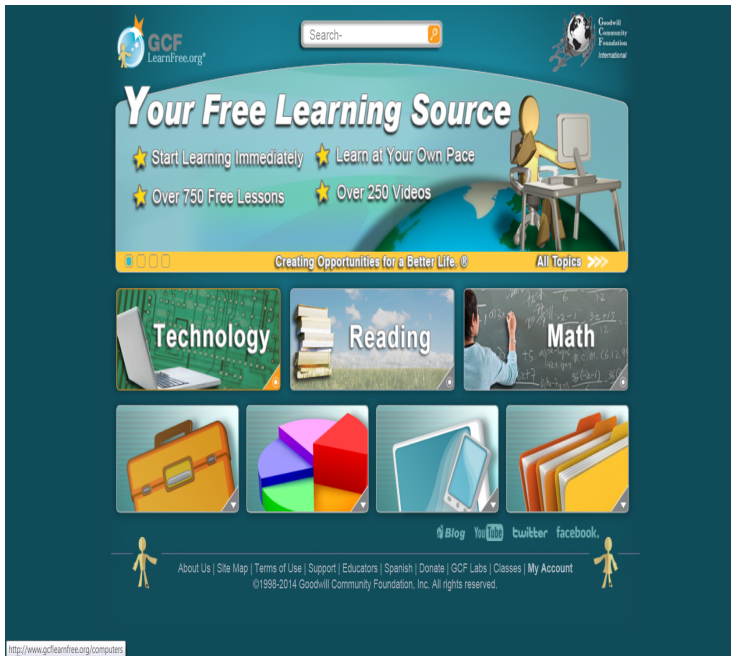 GCF
LearnFree.org®
Search-
Goodwill
Community
Foundation
International
Your Free Learning Source
Start Learning Immediately
Learn at Your Own Pace
Over 750 Free Lessons
Over 250 Videos
Creating Opportunities for a Better Life. ®
All Topics
Technology
Reading
Math
Blog YouTube twitter facebook.
About Us | Site Map | Terms of Use | Support | Educators | Spanish | Donate | GCF Labs | Classes | My Account
©1998-2014 Goodwill Community Foundation, Inc. All rights reserved.
http://www.gcflearnfree.org/computers